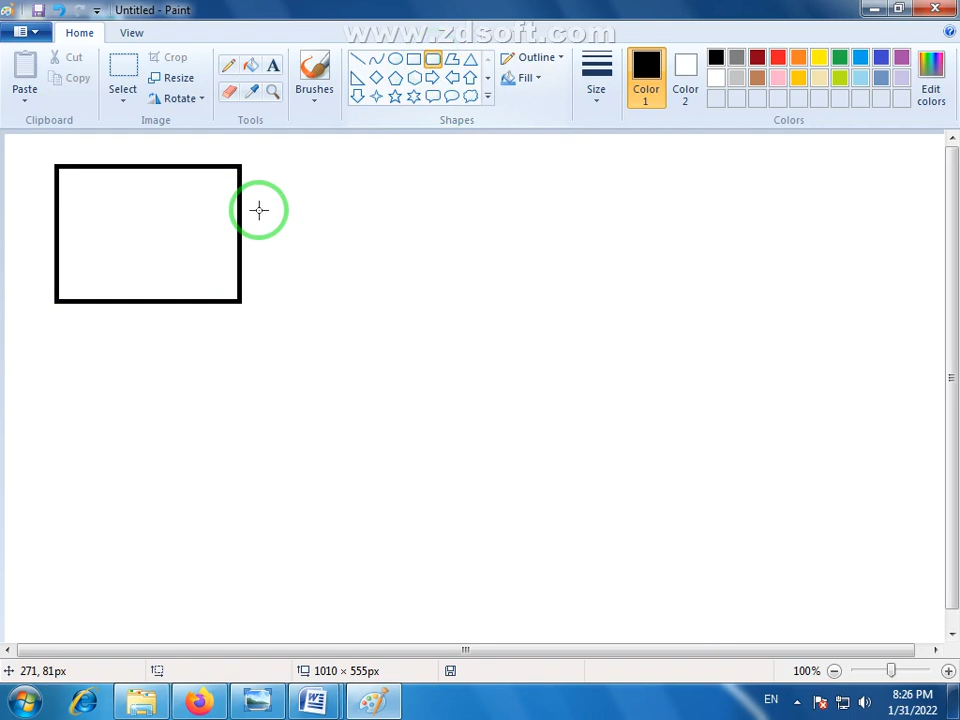 Untitled - Paint
www.zdsoft.com
Home View
Paste
Cut
Copy
Clipboard
Select
Crop
Resize
Rotate
Image
A
Tools
Brushes
Outline
Fill
Shapes
Size
Color 1
Color 2
Edit colors
Colors
271, 81px
1010 × 555px
100%
EN
8:26 PM
1/31/2022